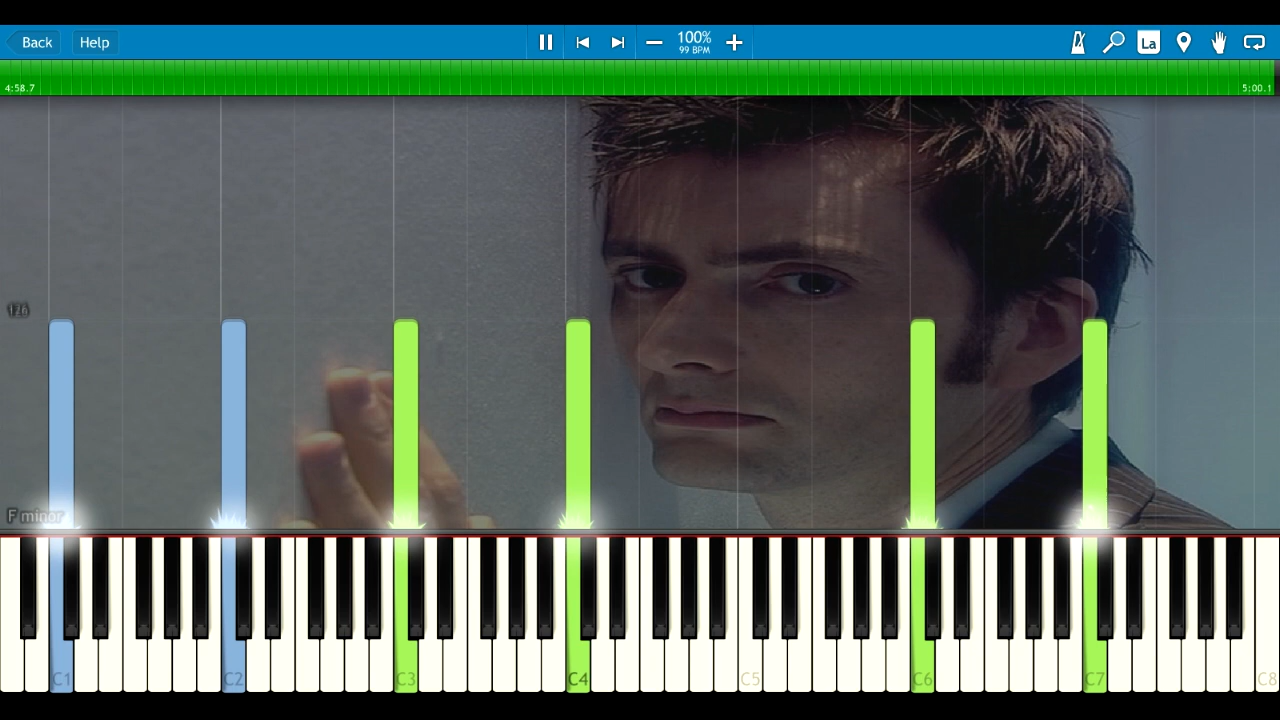 Back Help 100% La
99 BPM
4:58.7 5:00.1
126
F minor
C1 C2 C3 C4 C5 C6 C7 C8